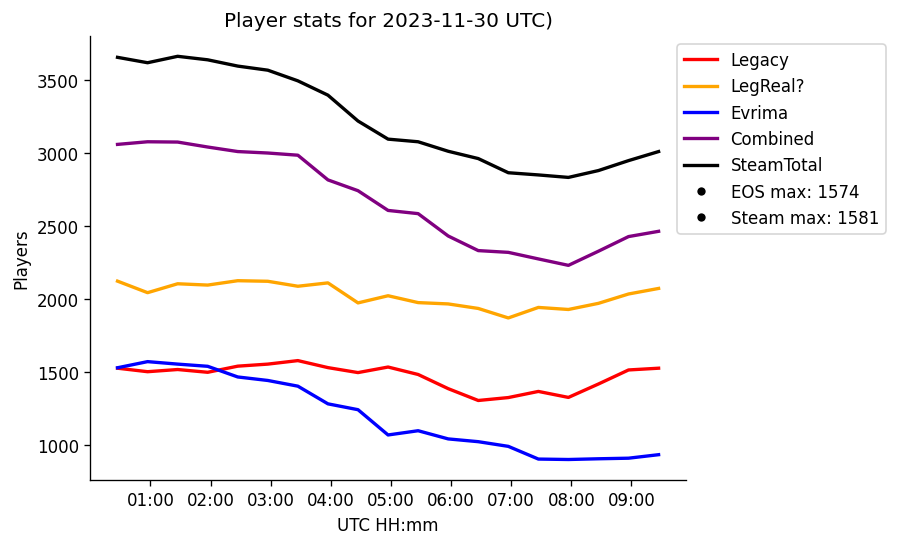 Player stats for 2023-11-30 UTC)
Legacy
LegReal?
Evrima
Combined
SteamTotal
EOS max: 1574
Steam max: 1581
Players
3500
3000
2500
2000
1500
1000
01:00 02:00 03:00 04:00 05:00 06:00 07:00 08:00 09:00
UTC HH:mm